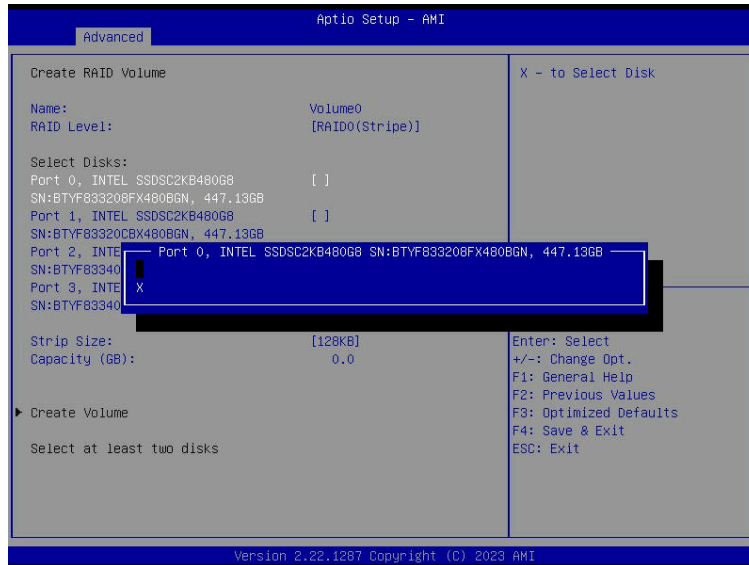 Aptio Setup - AMI
Advanced
Create RAID Volume
X - to Select Disk
Name: Volume0
RAID Level: [RAID0(Stripe)]
Select Disks:
Port 0, INTEL SSDSC2KB480G8 [ ]
SN:BTYF833208FX480BGN, 447.13GB
Port 1, INTEL SSDSC2KB480G8 [ ]
SN:BTYF83320CBX480BGN, 447.13GB
Port 2, INTE
Port 0, INTEL SSDSC2KB480G8 SN:BTYF833208FX480BGN, 447.13GB
SN:BTYF83340
Port 3, INTE
X
SN:BTYF83340
Strip Size: [128KB]
Capacity (GB): 0.0
Create Volume
Select at least two disks
Enter: Select
+/-: Change Opt.
F1: General Help
F2: Previous Values
F3: Optimized Defaults
F4: Save & Exit
ESC: Exit
Version 2.22.1287 Copyright (C) 2023 AMI